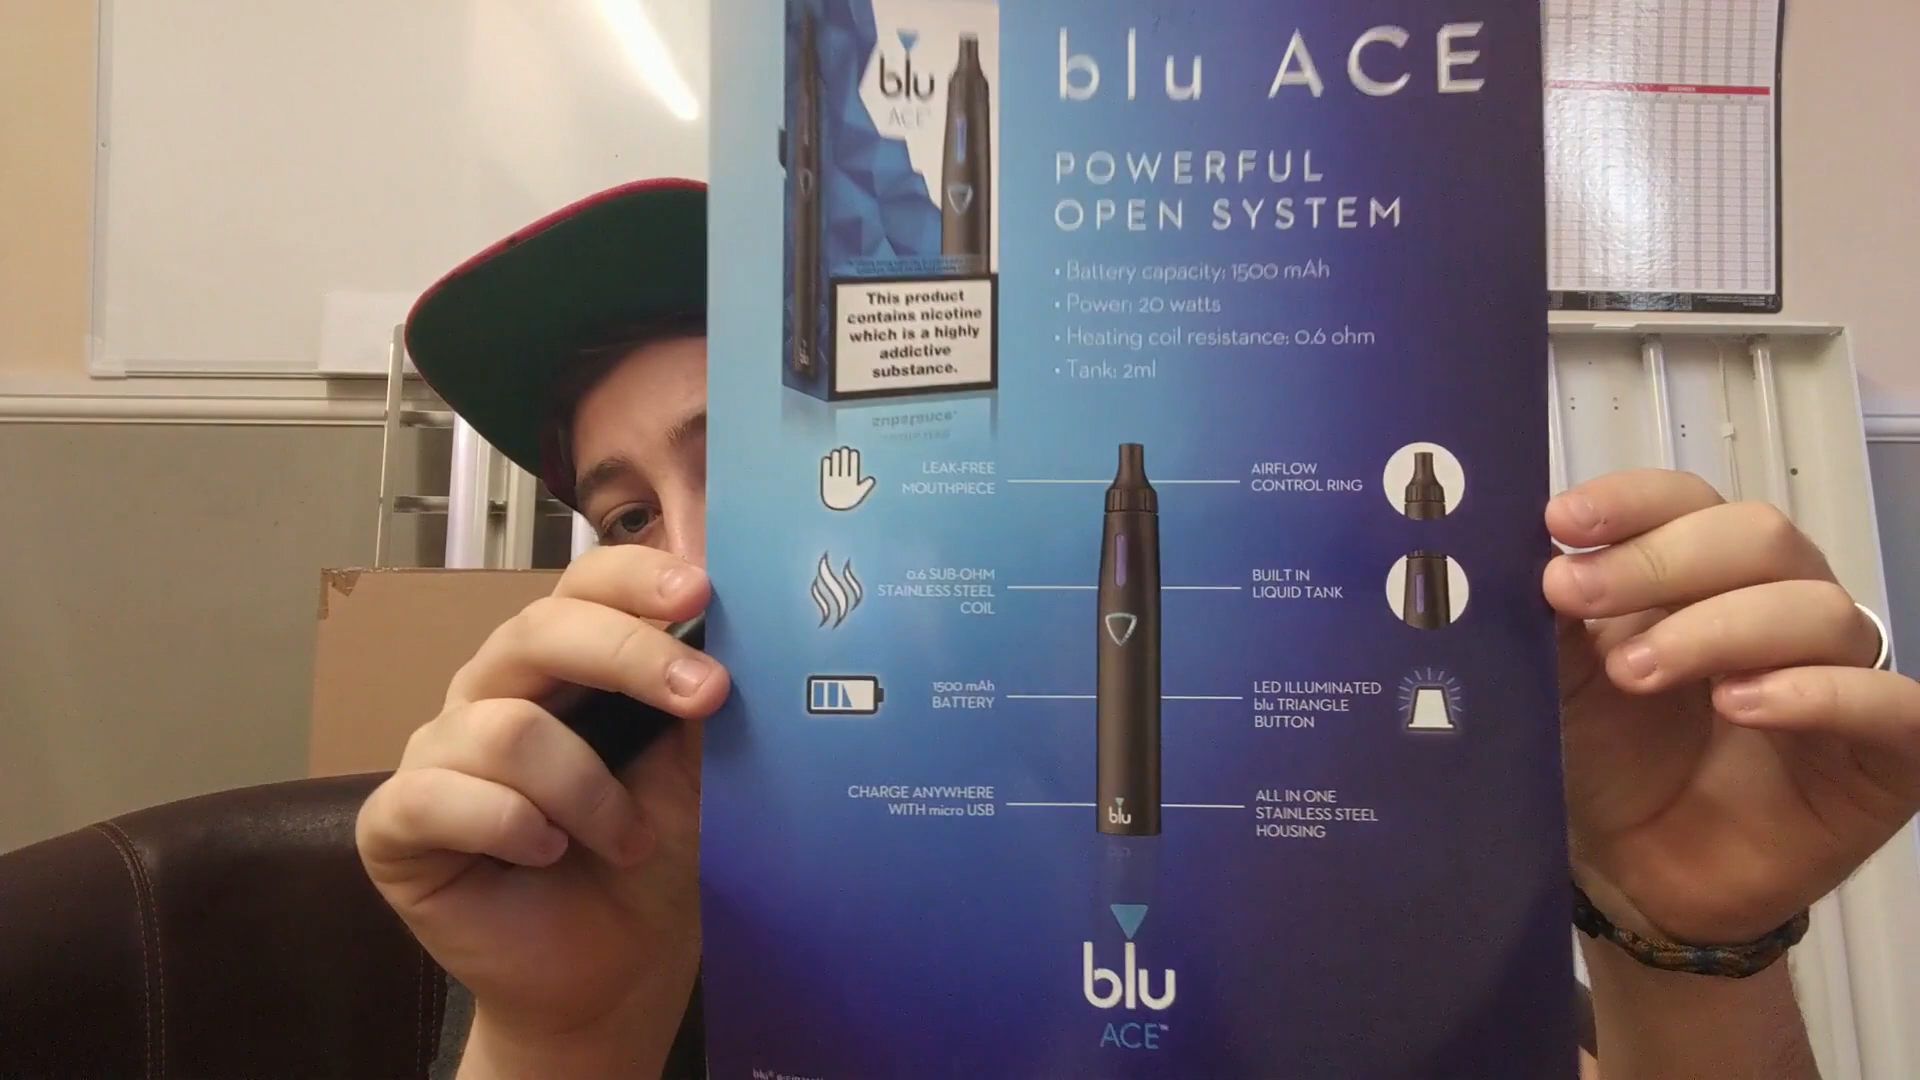 blu
ACE™
This product
contains nicotine
which is a highly
addictive
substance.
blu ACE
POWERFUL
OPEN SYSTEM
• Battery capacity: 1500 mAh
• Power: 20 watts
• Heating coil resistance: 0.6 ohm
• Tank: 2ml
LEAK-FREE
MOUTHPIECE
AIRFLOW
CONTROL RING
0.6 SUB-OHM
STAINLESS STEEL
COIL
BUILT IN
LIQUID TANK
1500 mAh
BATTERY
LED ILLUMINATED
blu TRIANGLE
BUTTON
CHARGE ANYWHERE
WITH micro USB
ALL IN ONE
STAINLESS STEEL
HOUSING
blu
blu
ACE™
blu®